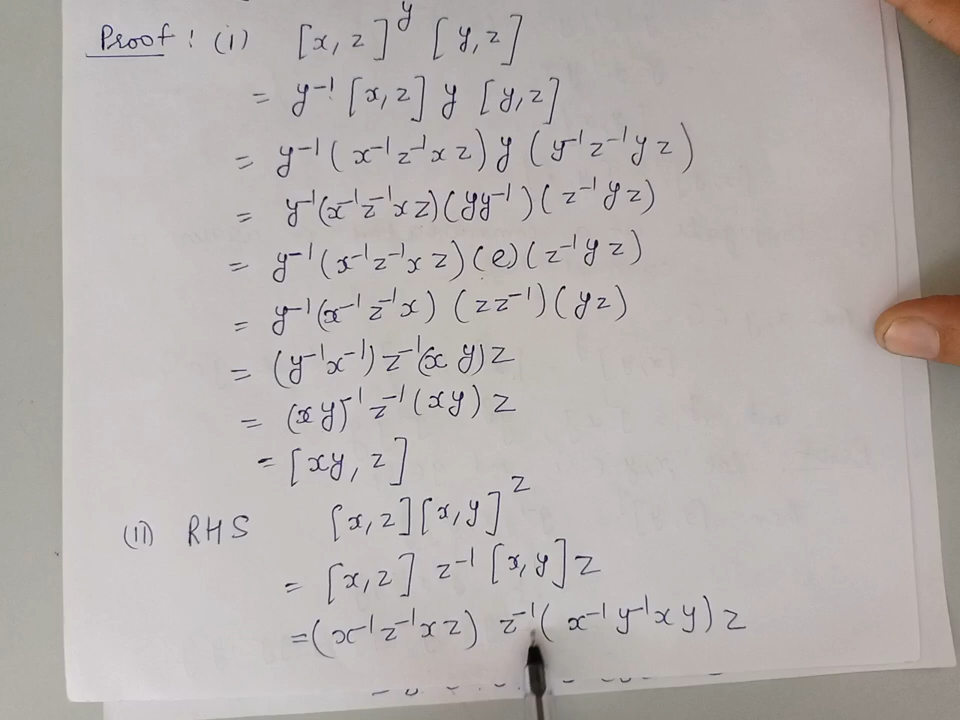 Proof : (i) [x, z]^y [y, z]
= y⁻¹ [x, z] y [y, z]
= y⁻¹ ( x⁻¹ z⁻¹ x z ) y ( y⁻¹ z⁻¹ y z )
= y⁻¹ (x⁻¹ z⁻¹ x z) (y y⁻¹) ( z⁻¹ y z )
= y⁻¹ ( x⁻¹ z⁻¹ x z ) (e) ( z⁻¹ y z )
= y⁻¹ (x⁻¹ z⁻¹ x) (z z⁻¹) (y z)
= (y⁻¹ x⁻¹) z⁻¹ (x y) z
= (x y)⁻¹ z⁻¹ (x y) z
= [xy, z]
(ii) RHS [x, z] [x, y]^z
= [x, z] z⁻¹ [x, y] z
= ( x⁻¹ z⁻¹ x z ) z⁻¹ ( x⁻¹ y⁻¹ x y ) z